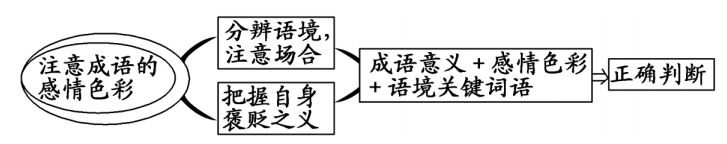 注意成语的
感情色彩
分辨语境，
注意场合
把握自身
褒贬之义
成语意义+感情色彩
+语境关键词语
正确判断